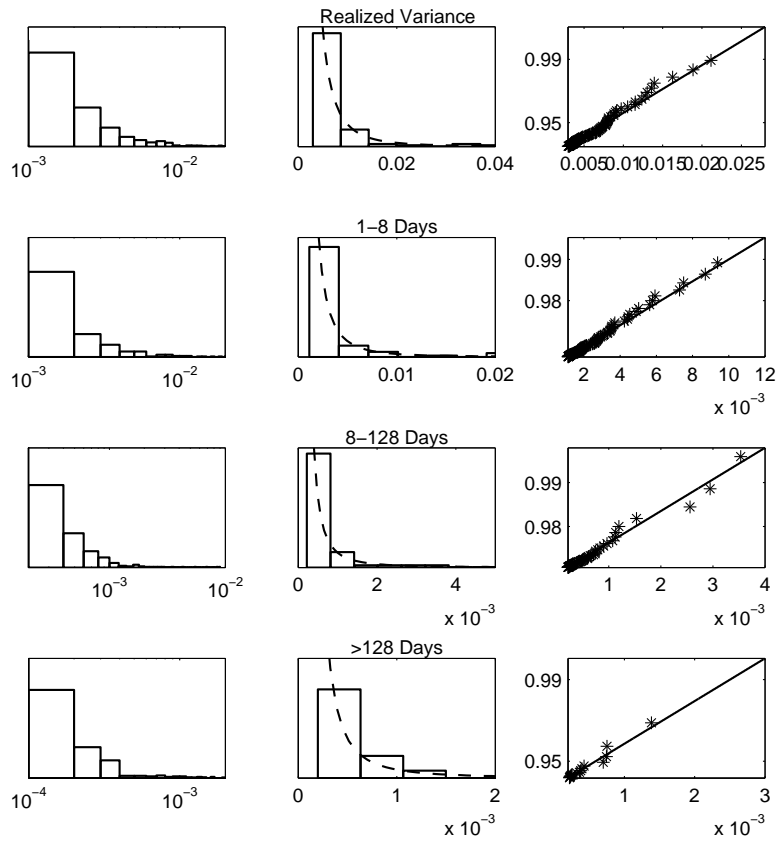 Realized Variance
0.99
0.95
10^-3 10^-2 0 0.02 0.04 0.005 0.01 0.015 0.02 0.025
1-8 Days
0.99
0.98
10^-3 10^-2 0 0.01 0.02 2 4 6 8 10 12
x 10^-3
8-128 Days
0.99
0.98
10^-3 10^-2 0 2 4 1 2 3 4
x 10^-3 x 10^-3
>128 Days
0.99
0.95
10^-4 10^-3 0 1 2 1 2 3
x 10^-3 x 10^-3